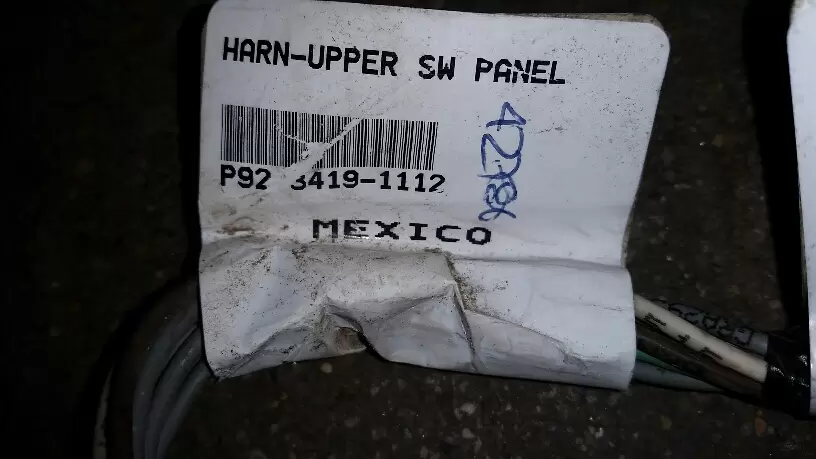 HARN-UPPER SW PANEL
P92 3419-1112
MEXICO